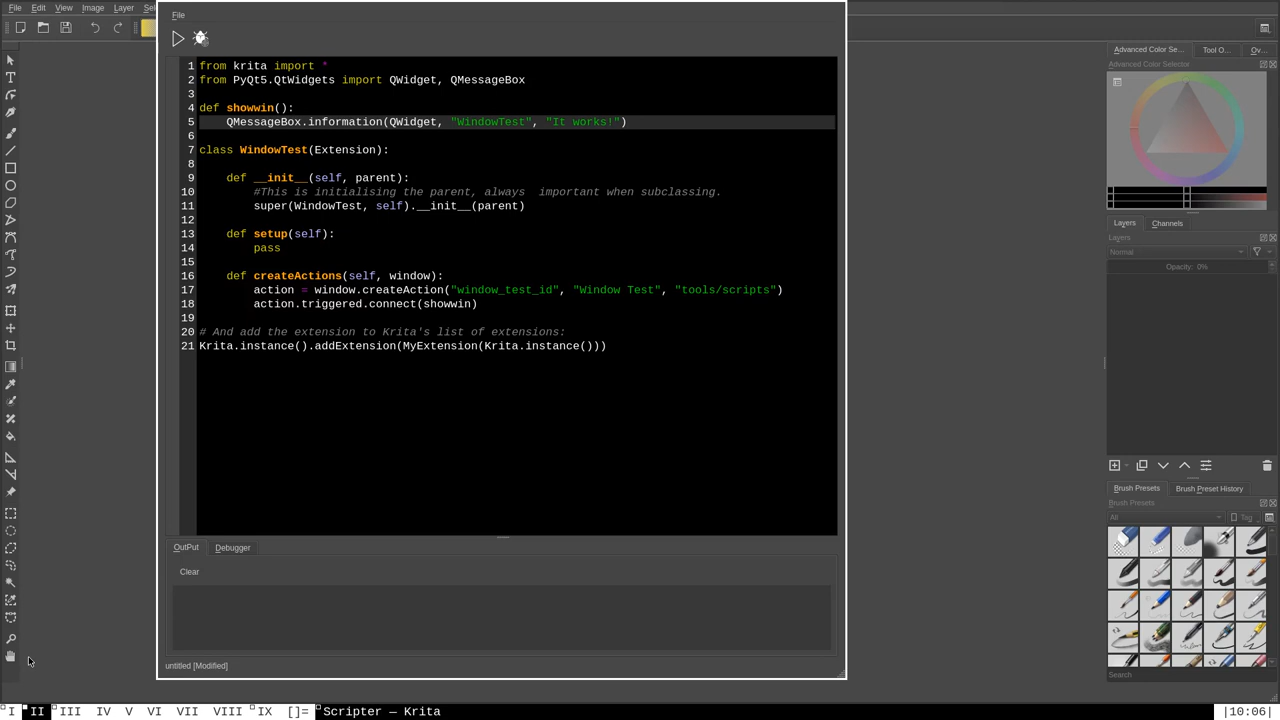 File Edit View Image Layer Sel
File
1 from krita import *
2 from PyQt5.QtWidgets import QWidget, QMessageBox
3
4 def showwin():
5     QMessageBox.information(QWidget, "WindowTest", "It works!")
6
7 class WindowTest(Extension):
8
9     def __init__(self, parent):
10         #This is initialising the parent, always  important when subclassing.
11         super(WindowTest, self).__init__(parent)
12
13     def setup(self):
14         pass
15
16     def createActions(self, window):
17         action = window.createAction("window_test_id", "Window Test", "tools/scripts")
18         action.triggered.connect(showwin)
19
20 # And add the extension to Krita's list of extensions:
21 Krita.instance().addExtension(MyExtension(Krita.instance()))
OutPut Debugger
Clear
untitled [Modified]
Advanced Color Se... Tool O... Ov...
Advanced Color Selector
Layers Channels
Layers
Normal
Opacity: 0%
Brush Presets Brush Preset History
Brush Presets
All Tag
Search
I II III IV V VI VII VIII IX []= Scripter — Krita |10:06|